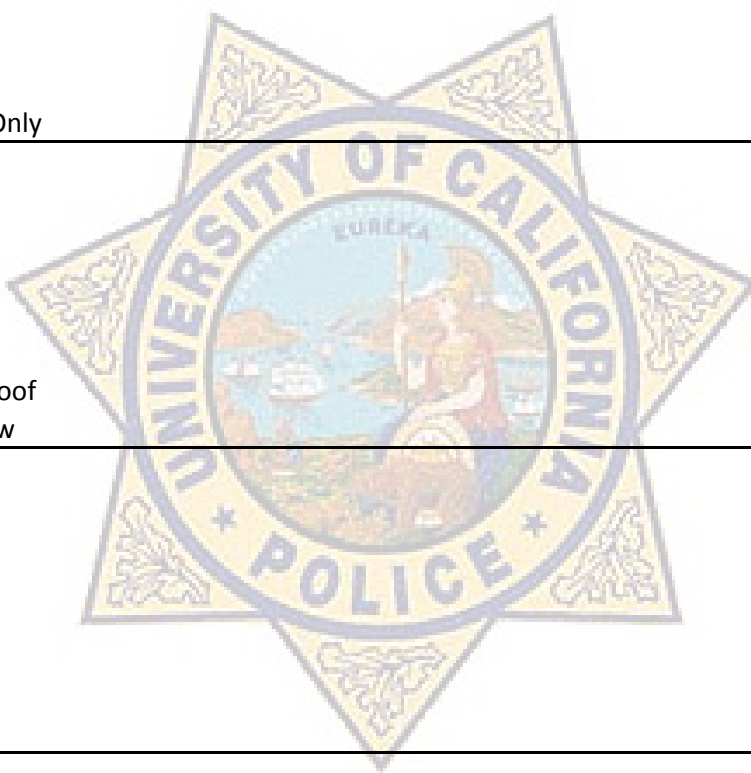 Only
UNIVERSITY OF CALIFORNIA
EUREKA
oof
w
POLICE